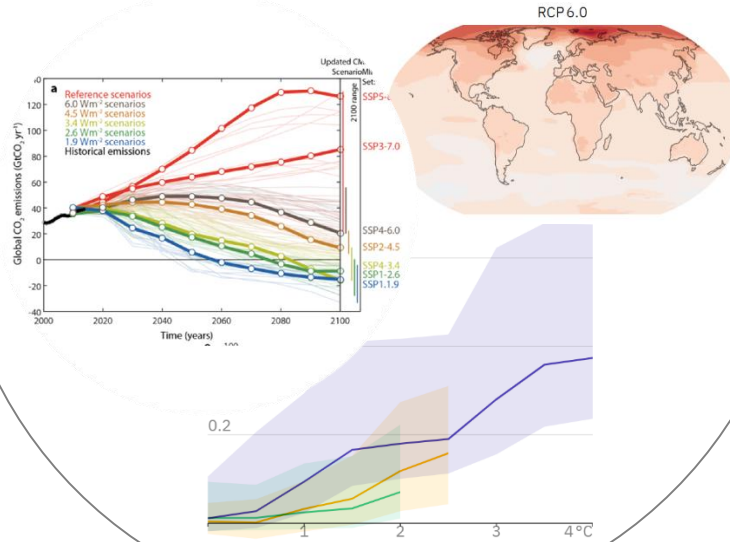 RCP 6.0
Updated
Scenario
Set:
2100 range
a
Reference scenarios
6.0 Wm⁻² scenarios
4.5 Wm⁻² scenarios
3.4 Wm⁻² scenarios
2.6 Wm⁻² scenarios
1.9 Wm⁻² scenarios
Historical emissions
Global CO₂ emissions (GtCO₂ yr⁻¹)
120
100
80
60
40
20
0
-20
-40
2000
2020
2040
2060
2080
2100
Time (years)
SSP3-7.0
SSP4-6.0
SSP2-4.5
SSP4-3.4
SSP1-2.6
SSP1.1.9
100
0.2
1
2
3
4°C